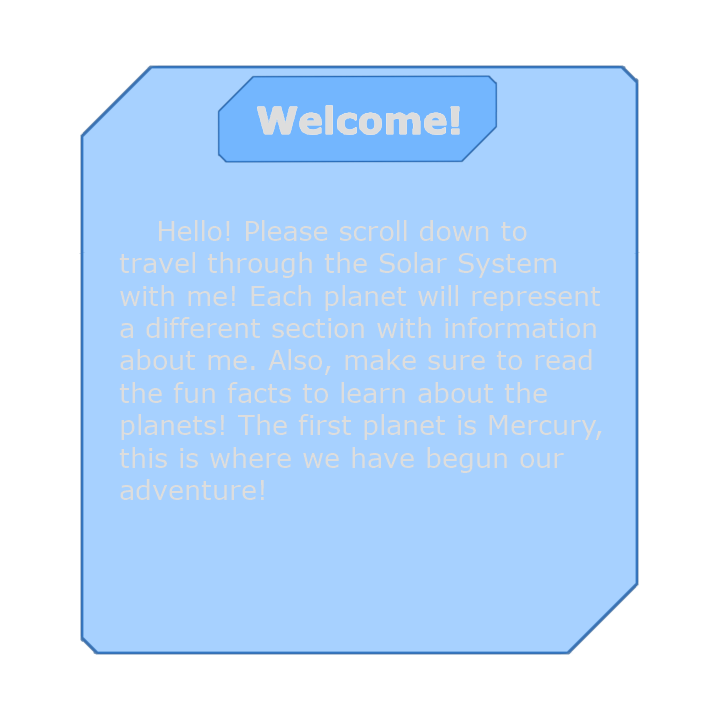 Welcome!
Hello! Please scroll down to
travel through the Solar System
with me! Each planet will represent
a different section with information
about me. Also, make sure to read
the fun facts to learn about the
planets! The first planet is Mercury,
this is where we have begun our
adventure!